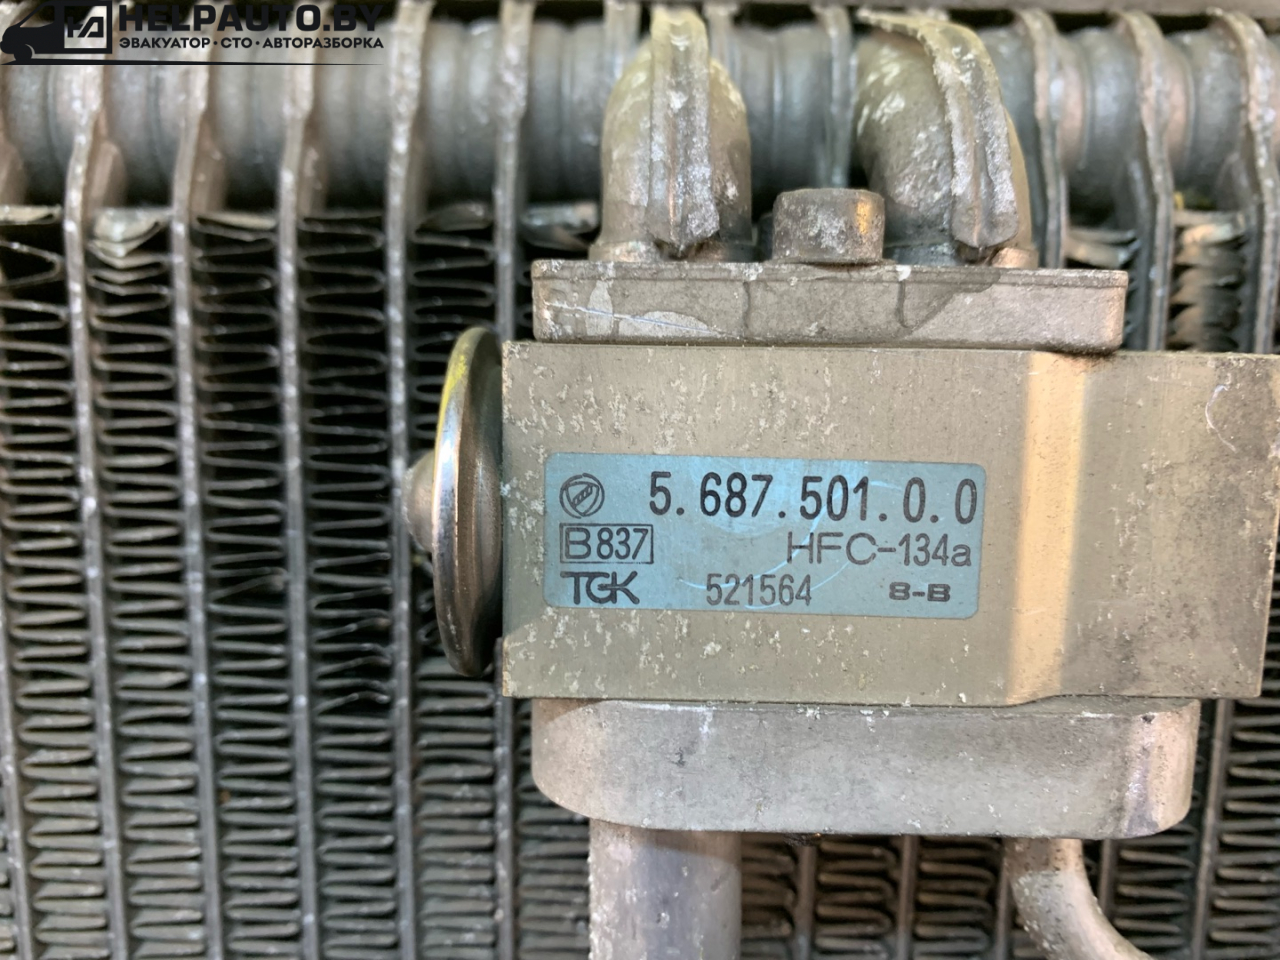 HELPAUTO.BY
ЭВАКУАТОР · СТО · АВТОРАЗБОРКА
5.687.501.0.0
B837 HFC-134a
TGK 521564 8-B